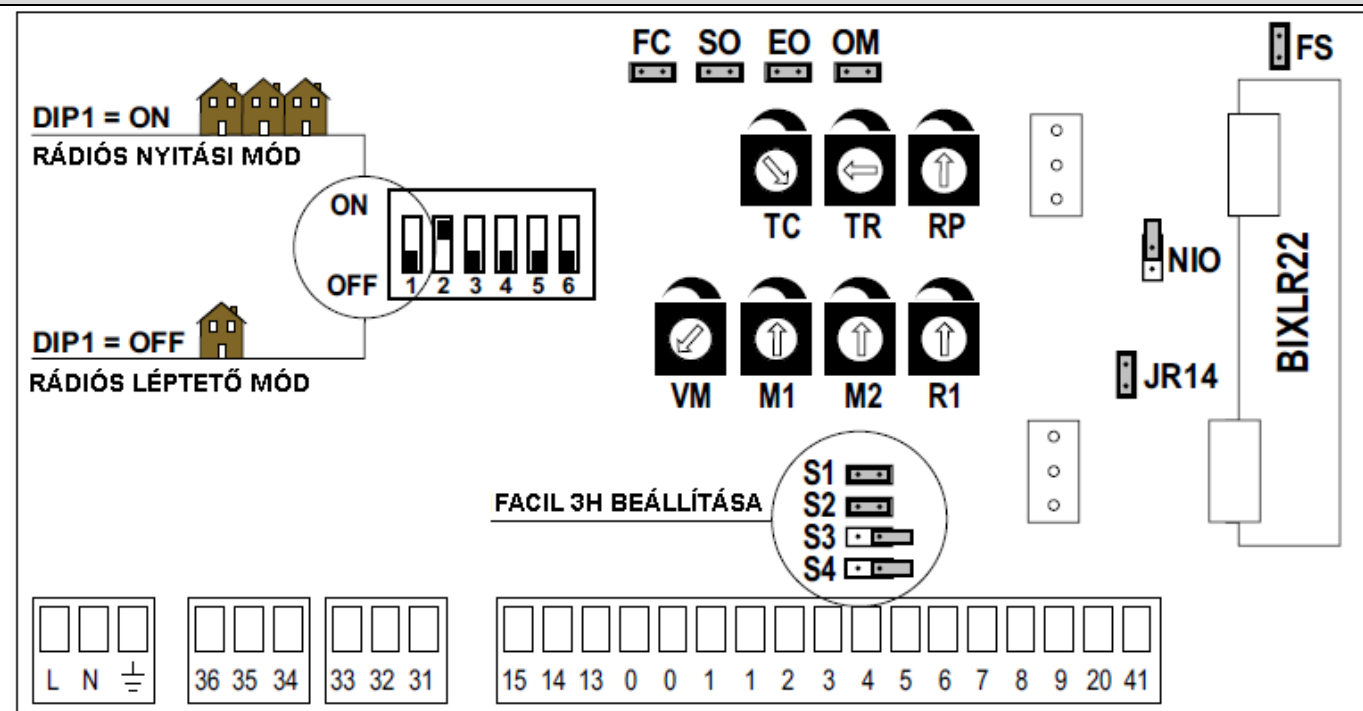 FC SO EO OM
FS
DIP1 = ON
RÁDIÓS NYITÁSI MÓD
ON
OFF
1 2 3 4 5 6
TC TR RP
NIO
BIXLR22
DIP1 = OFF
RÁDIÓS LÉPTETŐ MÓD
VM M1 M2 R1
JR14
FACIL 3H BEÁLLÍTÁSA
S1
S2
S3
S4
L N
36 35 34
33 32 31
15 14 13 0 0 1 1 2 3 4 5 6 7 8 9 20 41